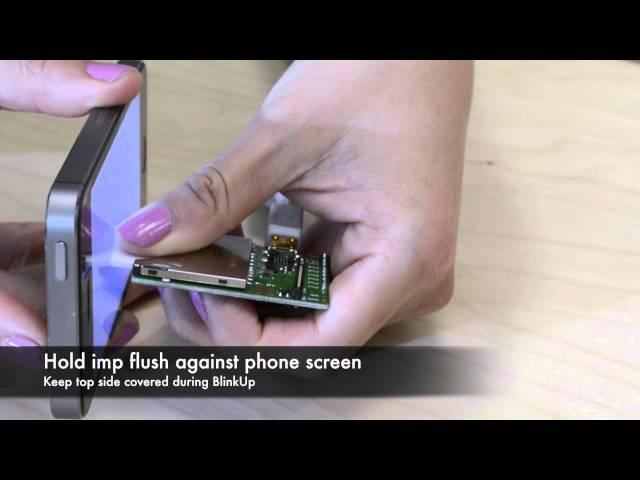 Hold imp flush against phone screen
Keep top side covered during BlinkUp